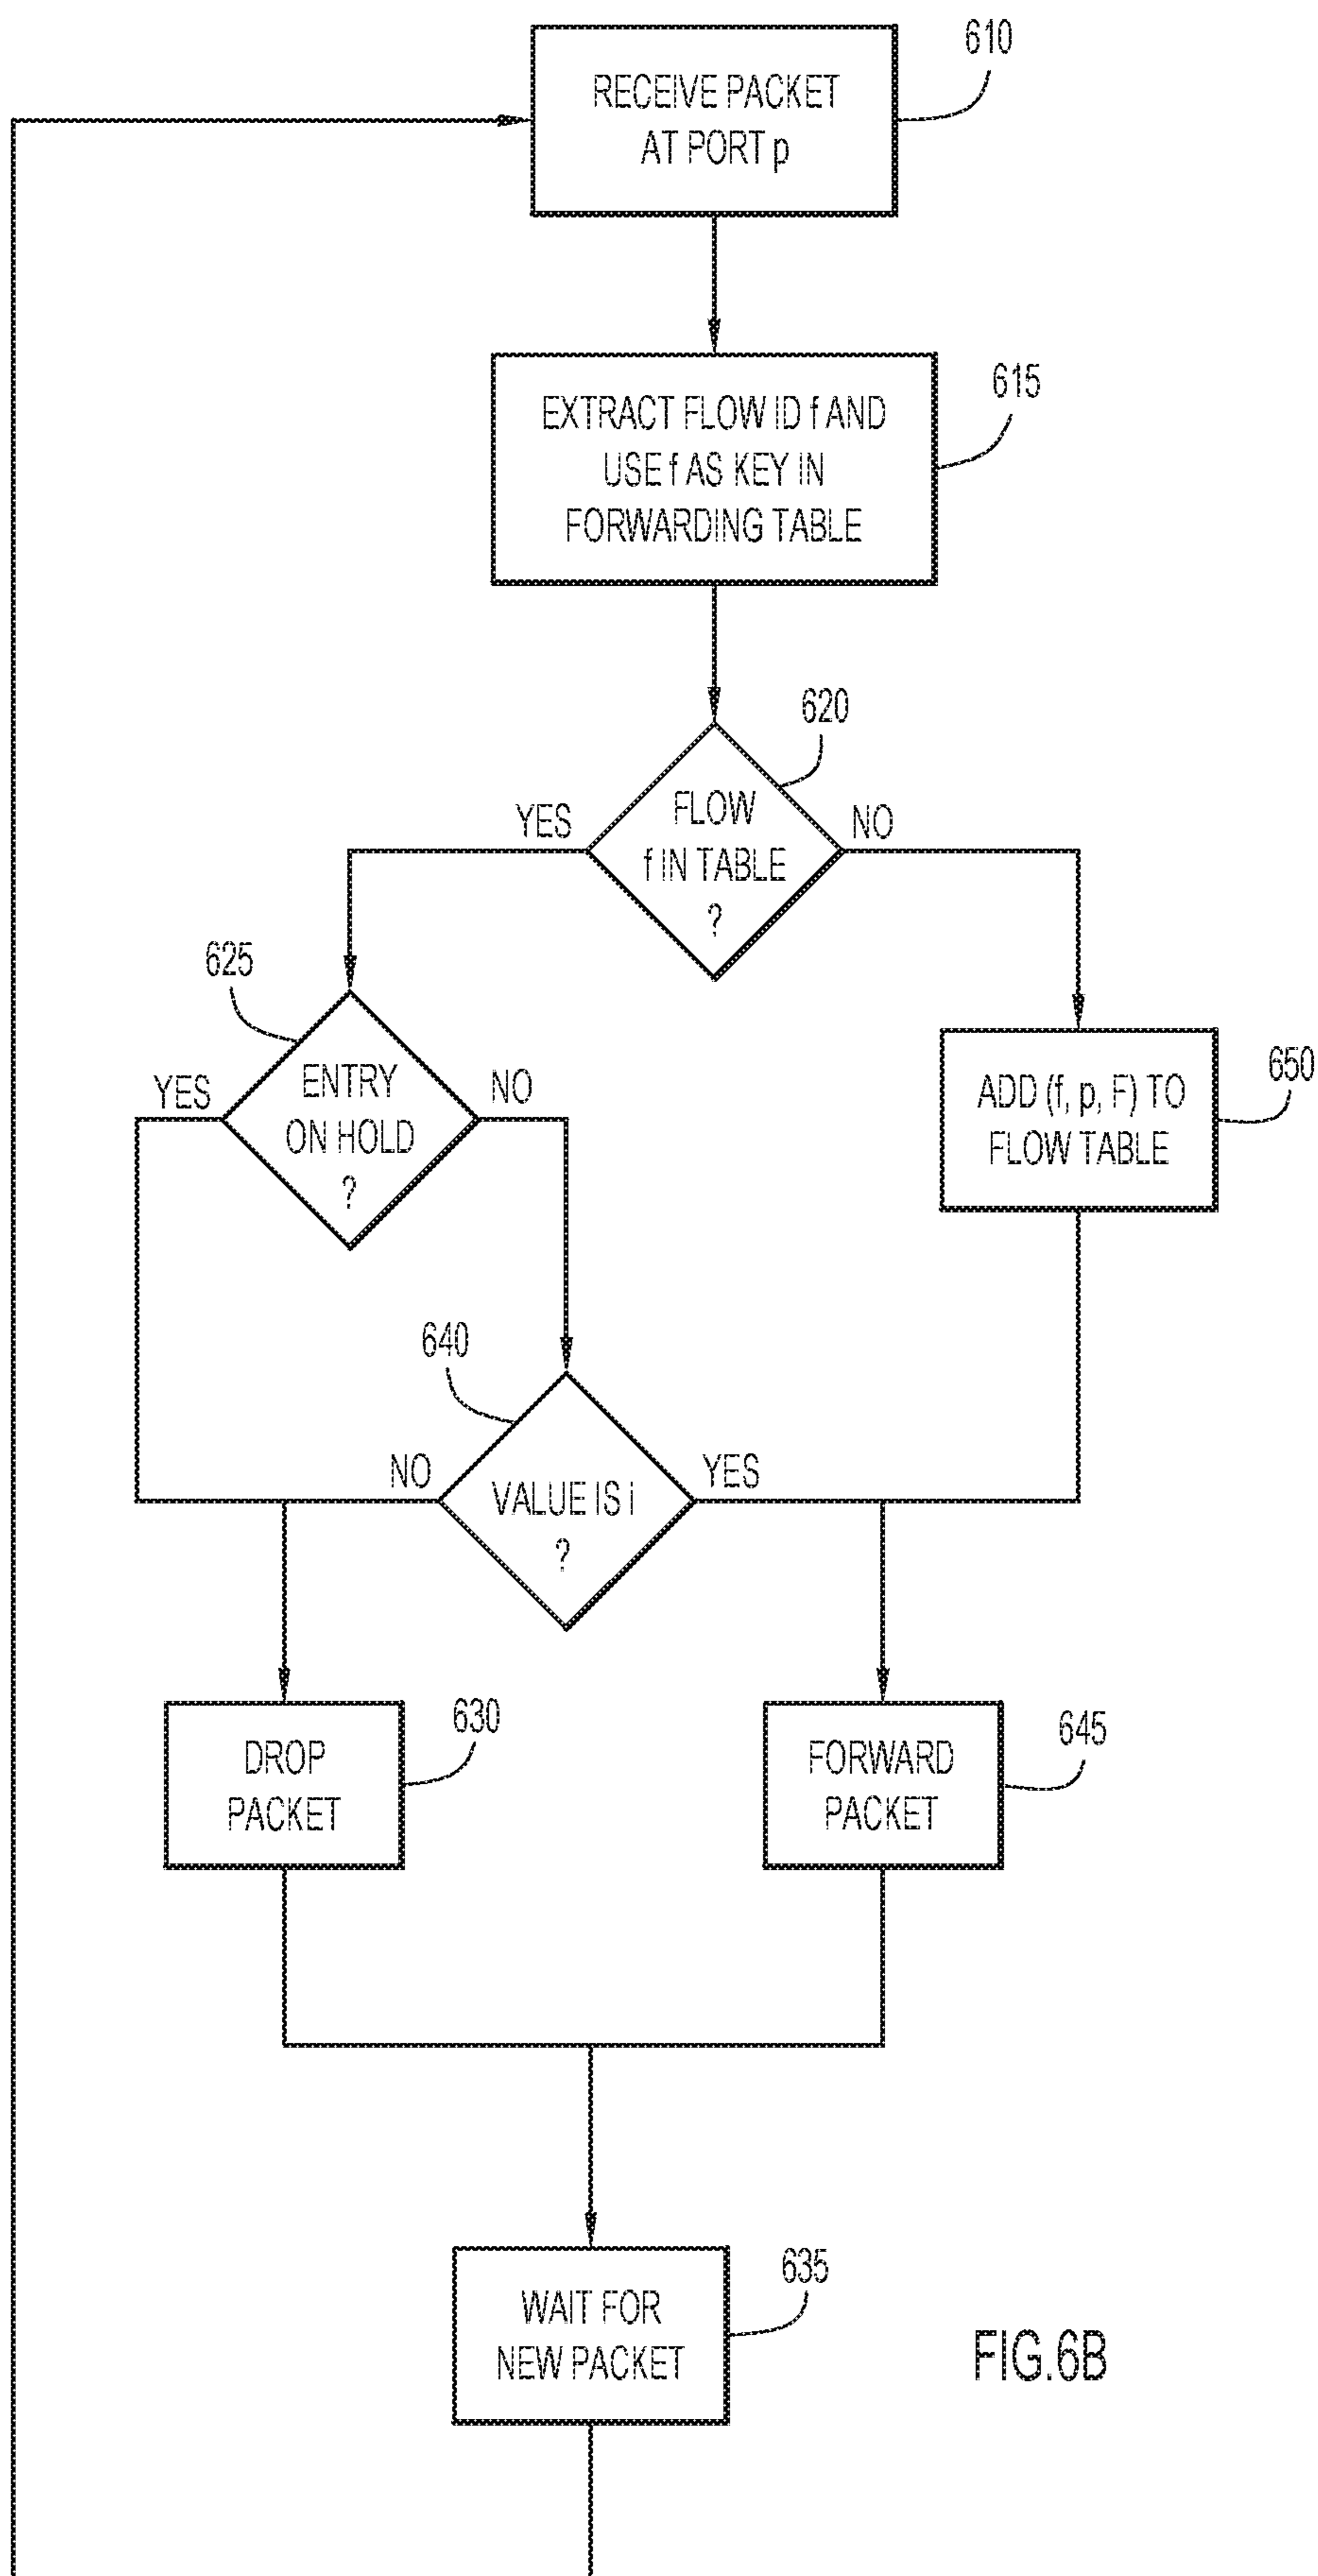 610
RECEIVE PACKET
AT PORT p
615
EXTRACT FLOW ID f AND
USE f AS KEY IN
FORWARDING TABLE
620
YES
FLOW
f IN TABLE
?
NO
625
YES
ENTRY
ON HOLD
?
NO
650
ADD (f, p, F) TO
FLOW TABLE
640
NO
VALUE IS i
?
YES
630
DROP
PACKET
645
FORWARD
PACKET
635
WAIT FOR
NEW PACKET
FIG.6B